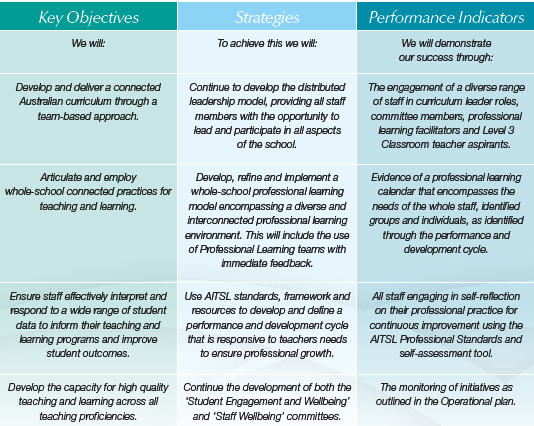 Key Objectives
Strategies
Performance Indicators
We will:
To achieve this we will:
We will demonstrate
our success through:
Develop and deliver a connected
Australian curriculum through a
team-based approach.
Continue to develop the distributed
leadership model, providing all staff
members with the opportunity to
lead and participate in all aspects
of the school.
The engagement of a diverse range
of staff in curriculum leader roles,
committee members, professional
learning facilitators and Level 3
Classroom teacher aspirants.
Articulate and employ
whole-school connected practices for
teaching and learning.
Develop, refine and implement a
whole-school professional learning
model encompassing a diverse and
interconnected professional learning
environment. This will include the use
of Professional Learning teams with
immediate feedback.
Evidence of a professional learning
calendar that encompasses the
needs of the whole staff, identified
groups and individuals, as identified
through the performance and
development cycle.
Ensure staff effectively interpret and
respond to a wide range of student
data to inform their teaching and
learning programs and improve
student outcomes.
Use AITSL standards, framework and
resources to develop and define a
performance and development cycle
that is responsive to teachers needs
to ensure professional growth.
All staff engaging in self-reflection
on their professional practice for
continuous improvement using the
AITSL Professional Standards and
self-assessment tool.
Develop the capacity for high quality
teaching and learning across all
teaching proficiencies.
Continue the development of both the
‘Student Engagement and Wellbeing’
and ‘Staff Wellbeing’ committees.
The monitoring of initiatives as
outlined in the Operational plan.